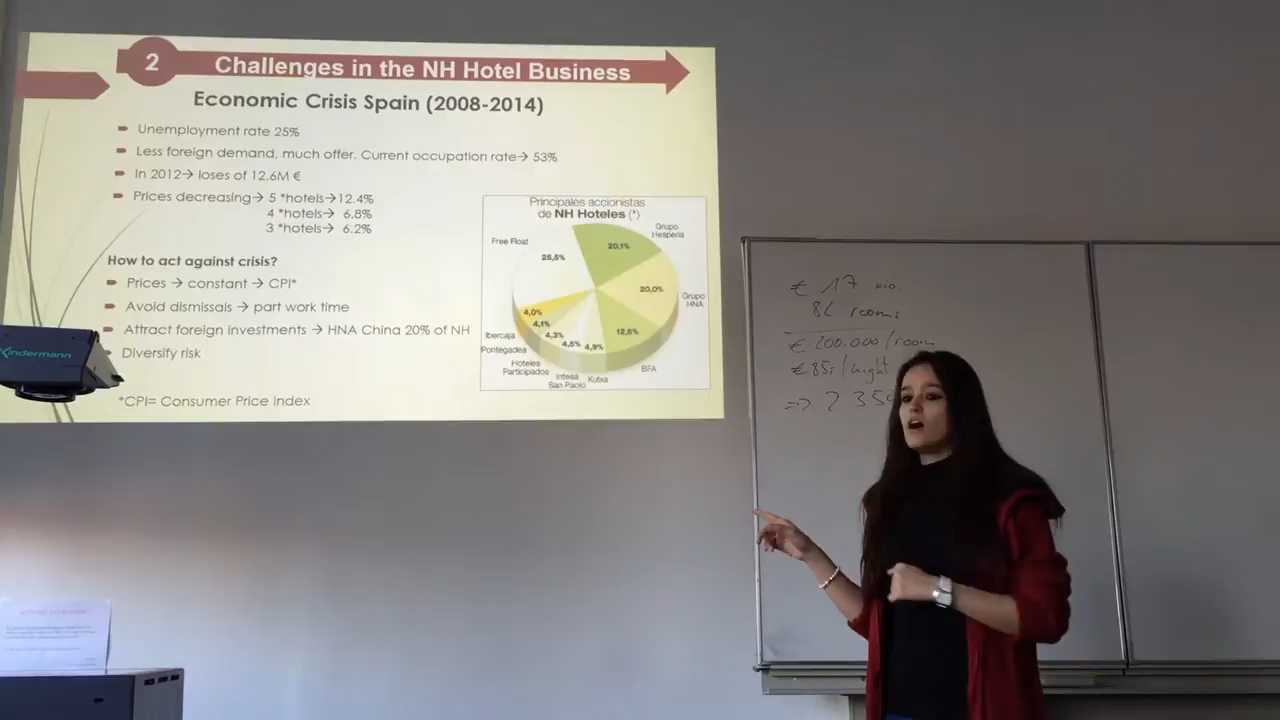 2
Challenges in the NH Hotel Business
Economic Crisis Spain (2008-2014)
Unemployment rate 25%
Less foreign demand, much offer. Current occupation rate→ 53%
In 2012→ loses of 12.6M €
Prices decreasing→ 5 *hotels→12.4%
4 *hotels→ 6.8%
3 *hotels→ 6.2%
How to act against crisis?
Prices → constant → CPI*
Avoid dismissals → part work time
Attract foreign investments → HNA China 20% of NH
Diversify risk
*CPI= Consumer Price Index
Principales accionistas
de NH Hoteles (*)
Free Float
25,5%
Grupo
Hesperia
20,1%
Grupo
HNA
20,0%
BFA
12,6%
Kutxa
4,9%
Intesa
San Paolo
4,5%
Hoteles
Participados
4,3%
Pontegadea
4,1%
Ibercaja
4,0%
Kindermann
€ 17
86 rooms
€ 200.000/room
/night